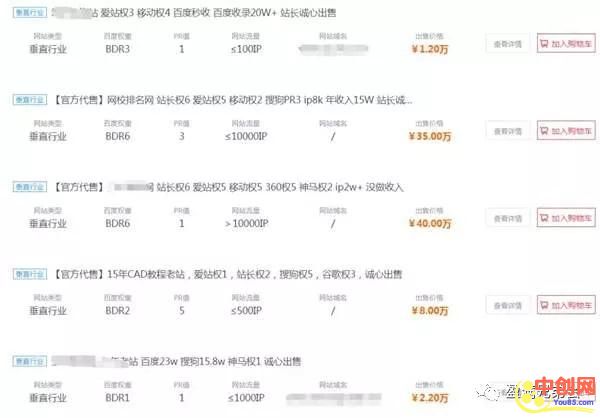 垂直行业 站 爱站权3 移动权4 百度秒收 百度收录20W+ 站长诚心出售
网站类型 百度权重 PR值 网站流量 网站域名 出售价格
垂直行业 BDR3 1 ≤100IP ¥1.20万 查看详情 加入购物车
垂直行业 【官方代售】网校排名网 站长权6 爱站权5 移动权2 搜狗PR3 ip8k 年收入15W 站长诚...
网站类型 百度权重 PR值 网站流量 网站域名 出售价格
垂直行业 BDR6 3 ≤10000IP / ¥35.00万 查看详情 加入购物车
垂直行业 【官方代售】 网 站长权6 爱站权5 移动权5 360权5 神马权2 ip2w+ 没做收入
网站类型 百度权重 PR值 网站流量 网站域名 出售价格
垂直行业 BDR6 1 >10000IP / ¥40.00万 查看详情 加入购物车
垂直行业 【官方代售】15年CAD教程老站，爱站权1，站长权2，搜狗权5，谷歌权3，诚心出售
网站类型 百度权重 PR值 网站流量 网站域名 出售价格
垂直行业 BDR2 5 ≤500IP / ¥8.00万 查看详情 加入购物车
垂直行业 年老站 百度23w 搜狗15.8w 神马权1 诚心出售
网站类型 百度权重 PR值 网站流量 网站域名 出售价格
垂直行业 BDR1 1 ≤1000IP ¥2.20万
中创网
You85.com